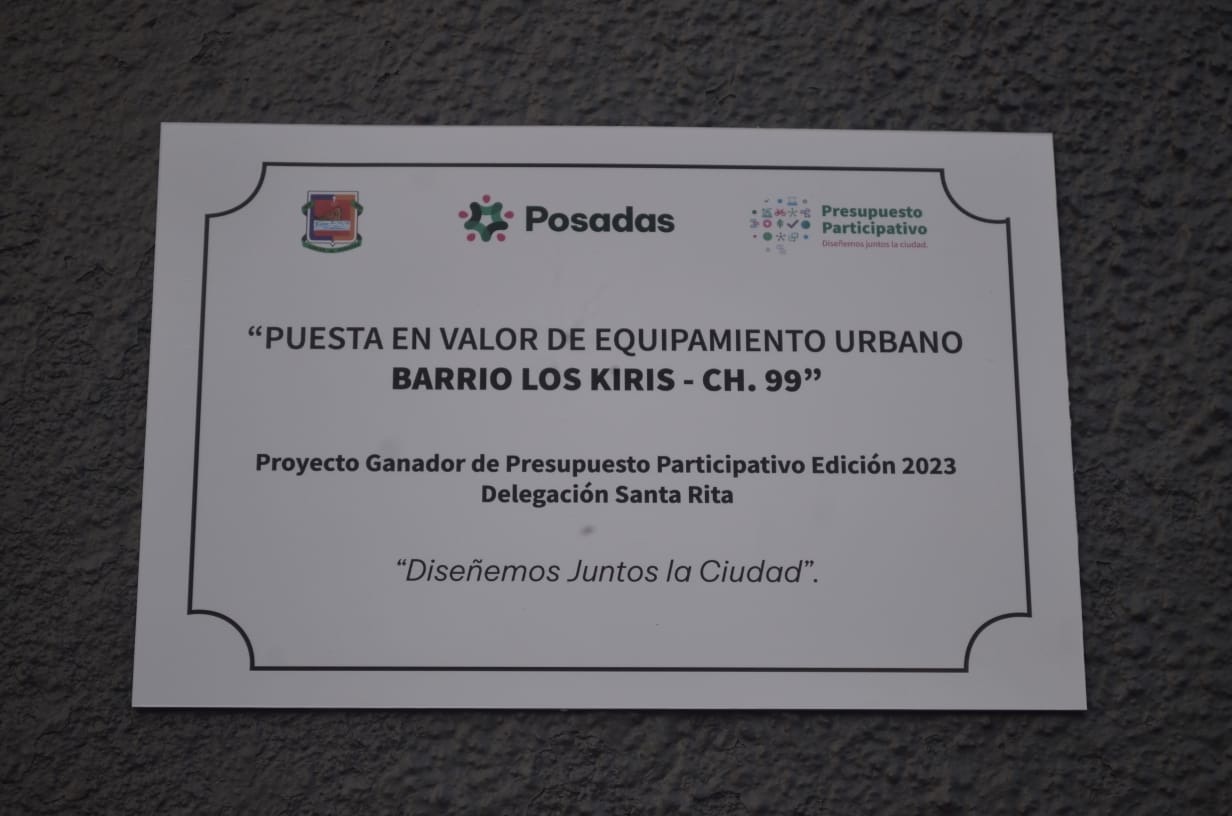 Posadas
Presupuesto
Participativo
Diseñemos juntos la ciudad.
“PUESTA EN VALOR DE EQUIPAMIENTO URBANO
BARRIO LOS KIRIS - CH. 99”
Proyecto Ganador de Presupuesto Participativo Edición 2023
Delegación Santa Rita
“Diseñemos Juntos la Ciudad”.